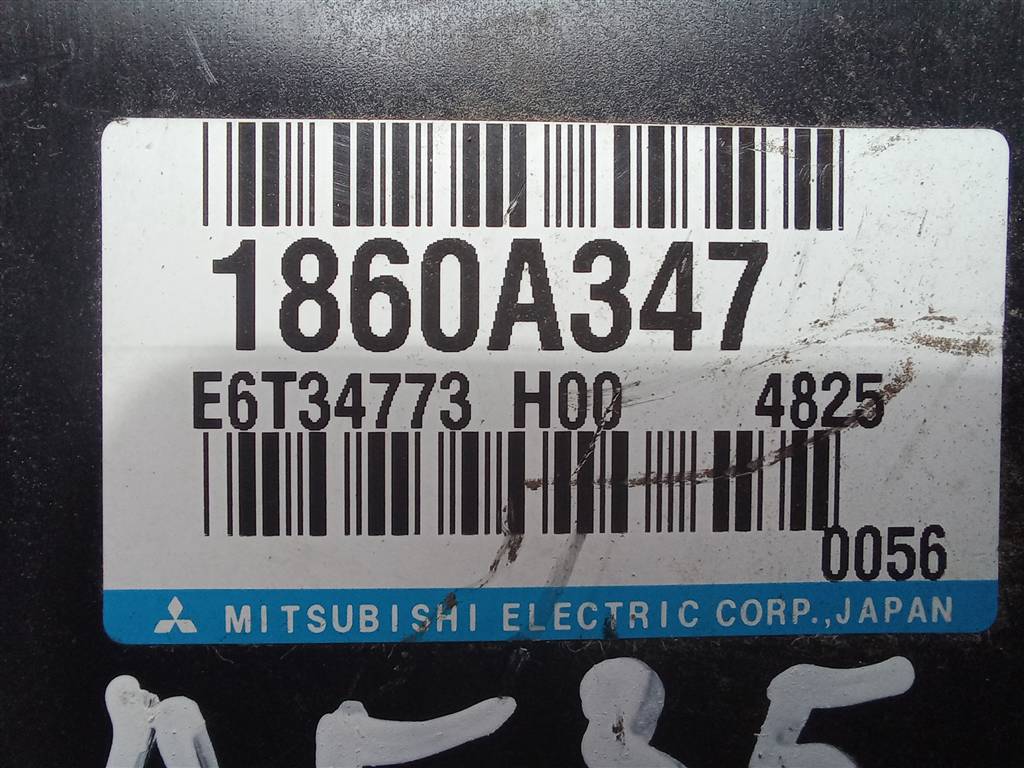 1860A347
E6T34773 H00 4825
0056
MITSUBISHI ELECTRIC CORP.,JAPAN